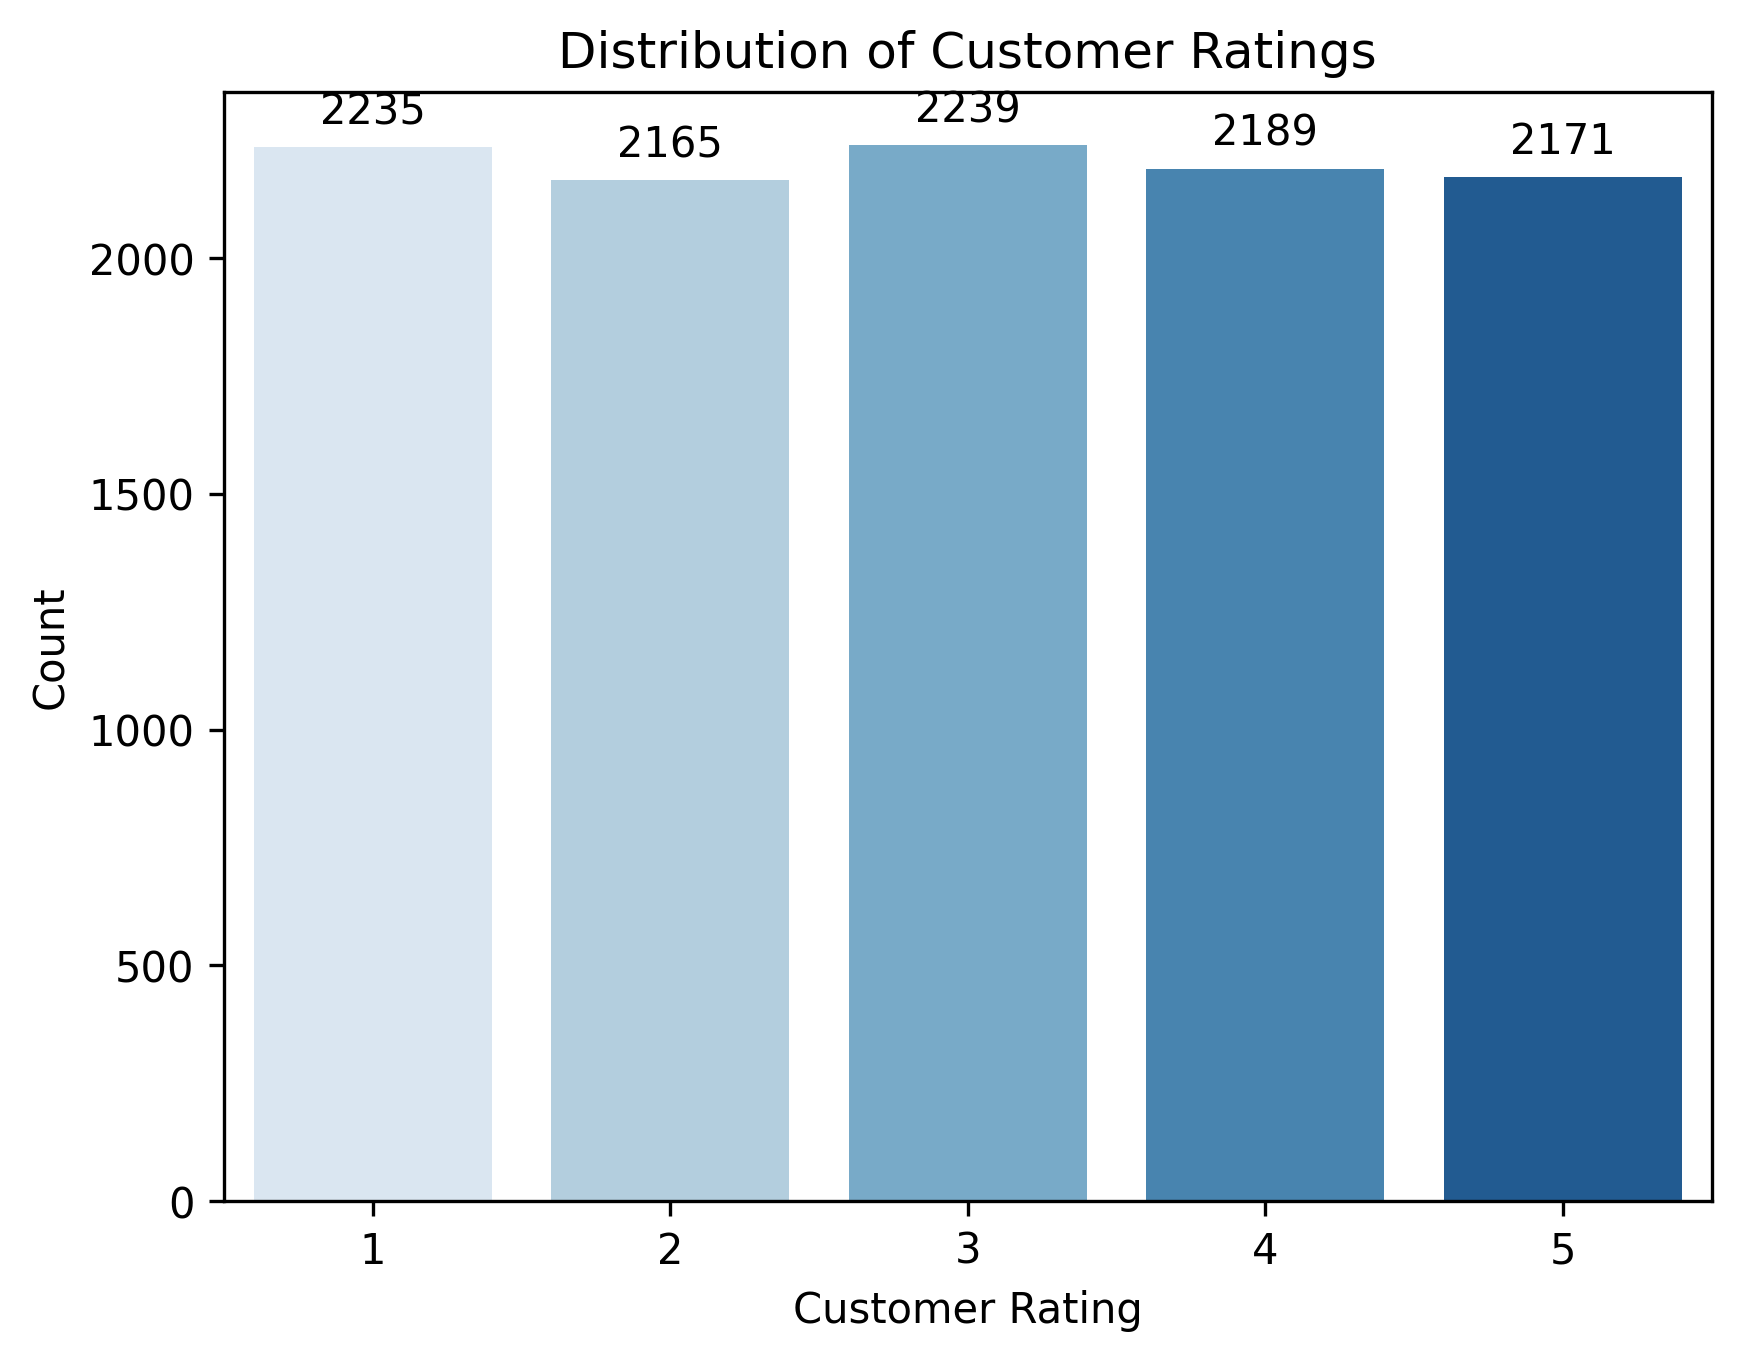 Distribution of Customer Ratings
2235
2165
2239
2189
2171
2000
1500
1000
500
0
Count
1 2 3 4 5
Customer Rating